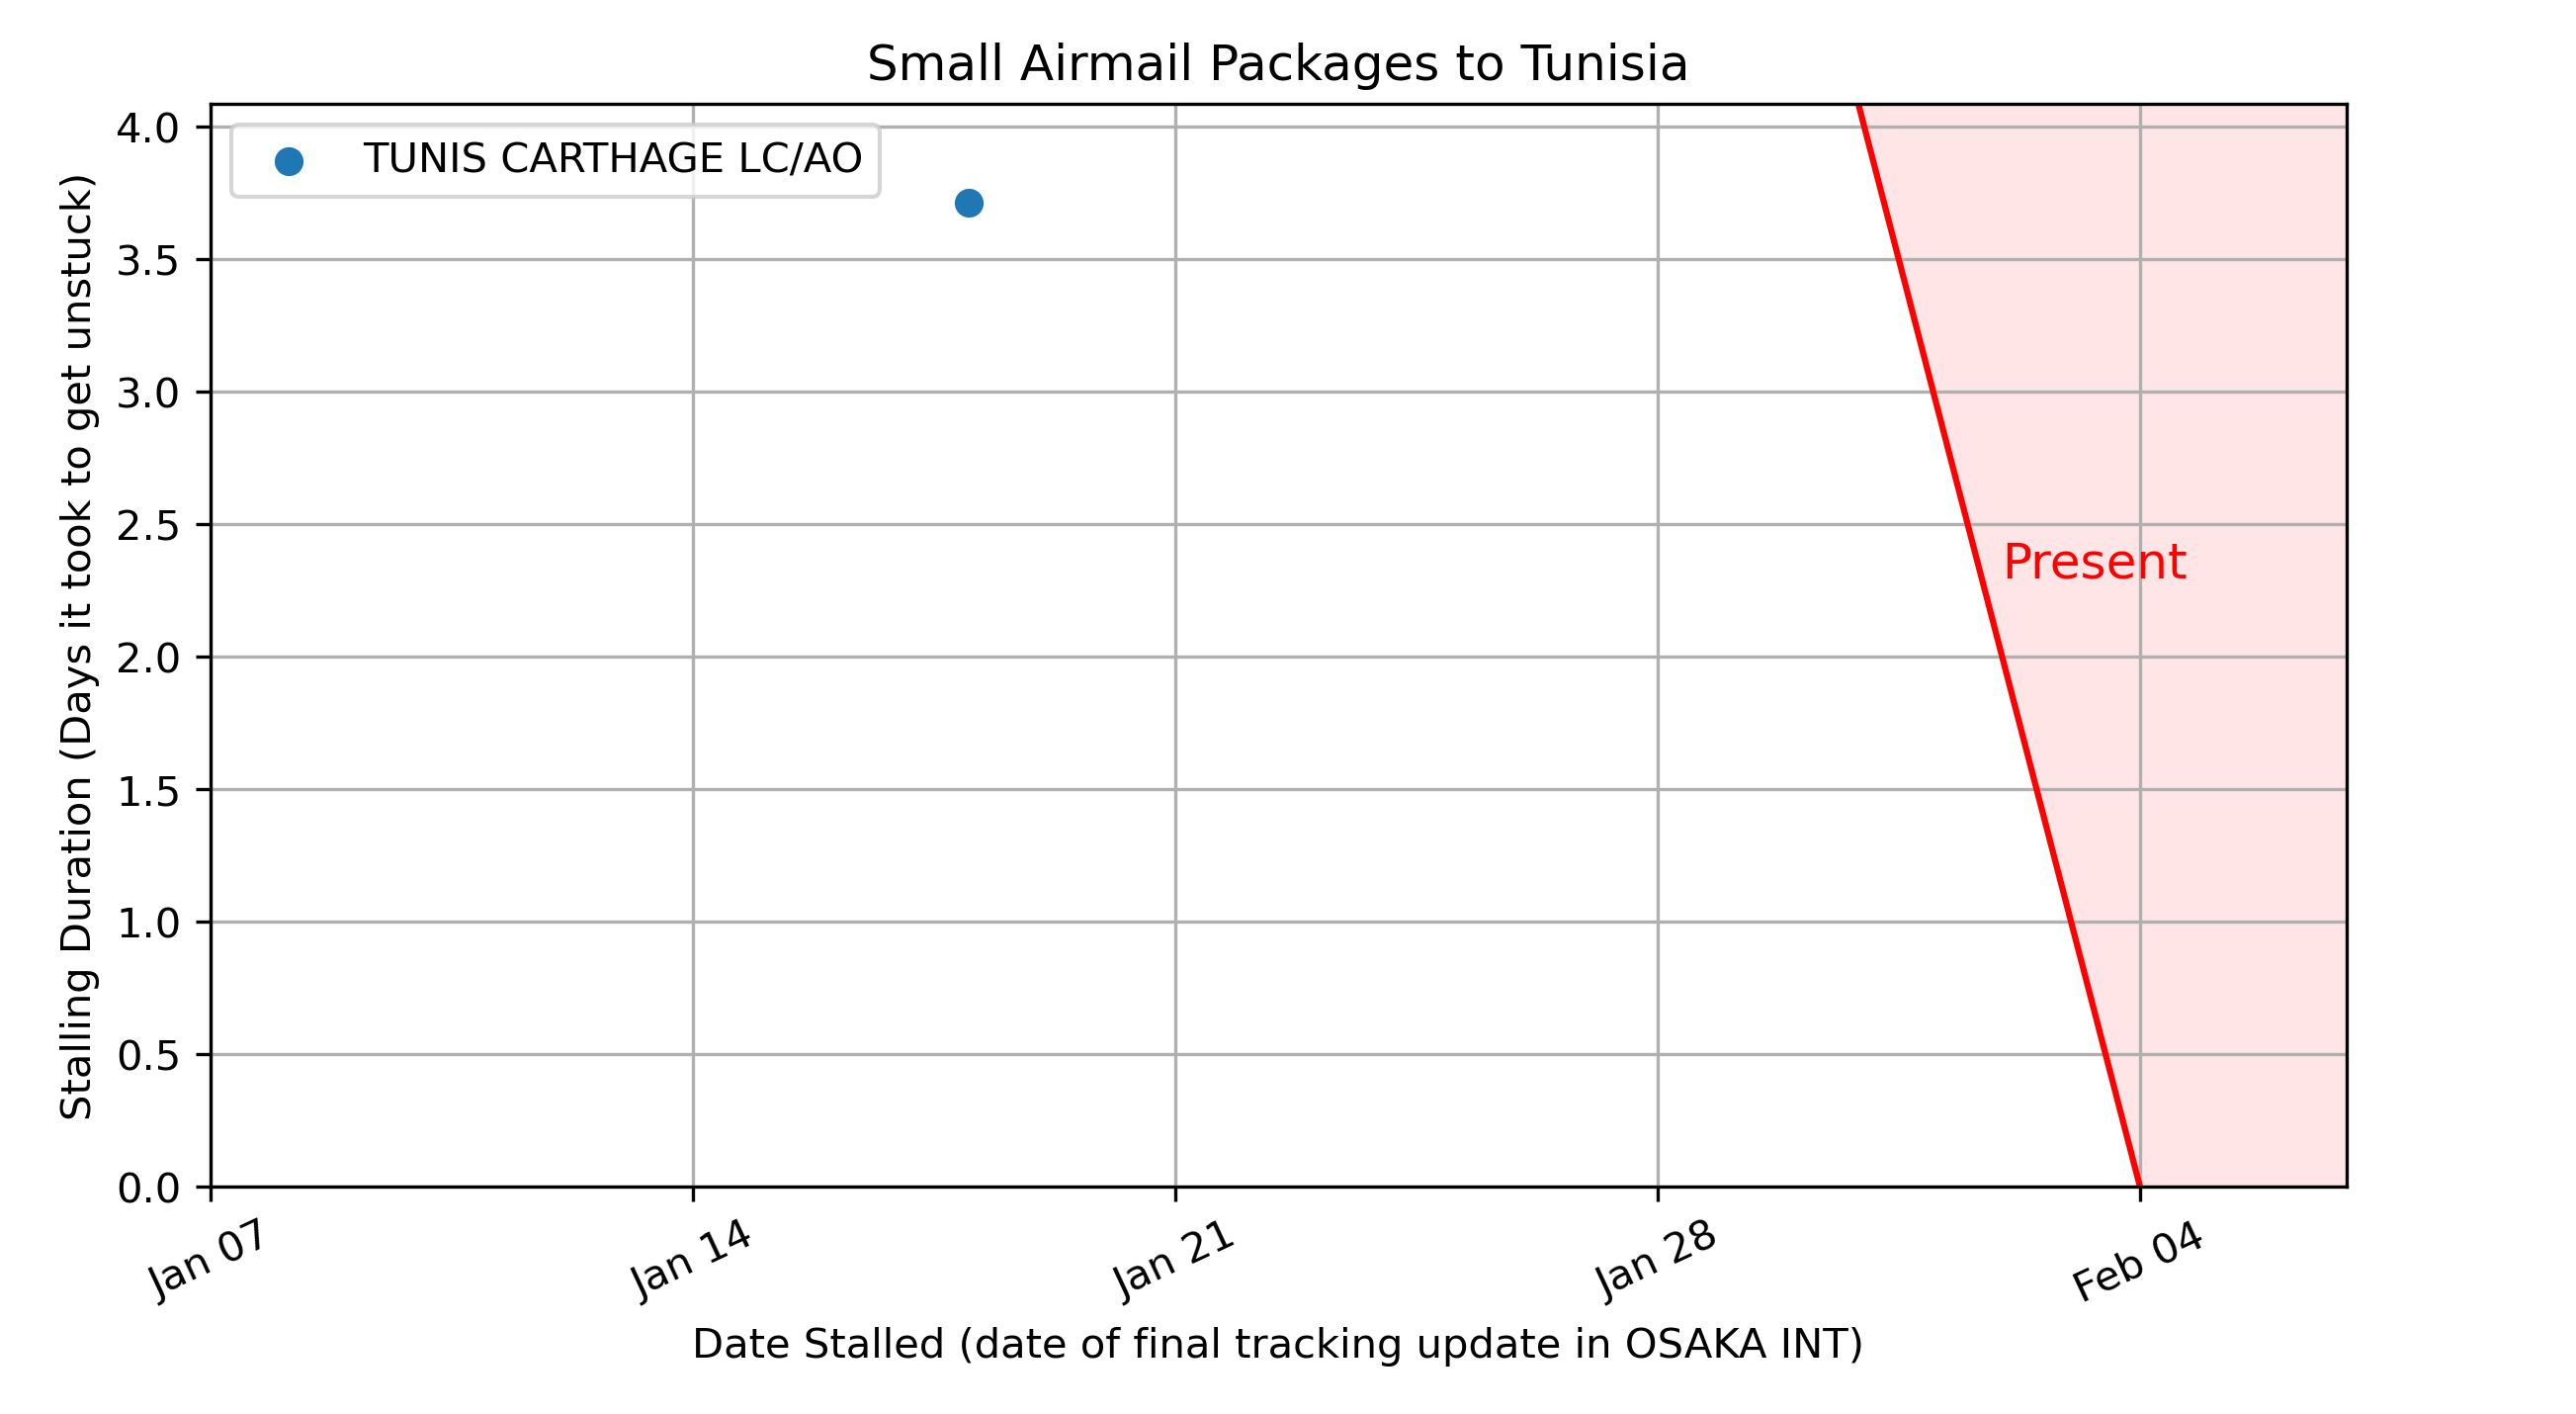 Small Airmail Packages to Tunisia
TUNIS CARTHAGE LC/AO
Stalling Duration (Days it took to get unstuck)
4.0
3.5
3.0
2.5
2.0
1.5
1.0
0.5
0.0
Present
Jan 07
Jan 14
Jan 21
Jan 28
Feb 04
Date Stalled (date of final tracking update in OSAKA INT)